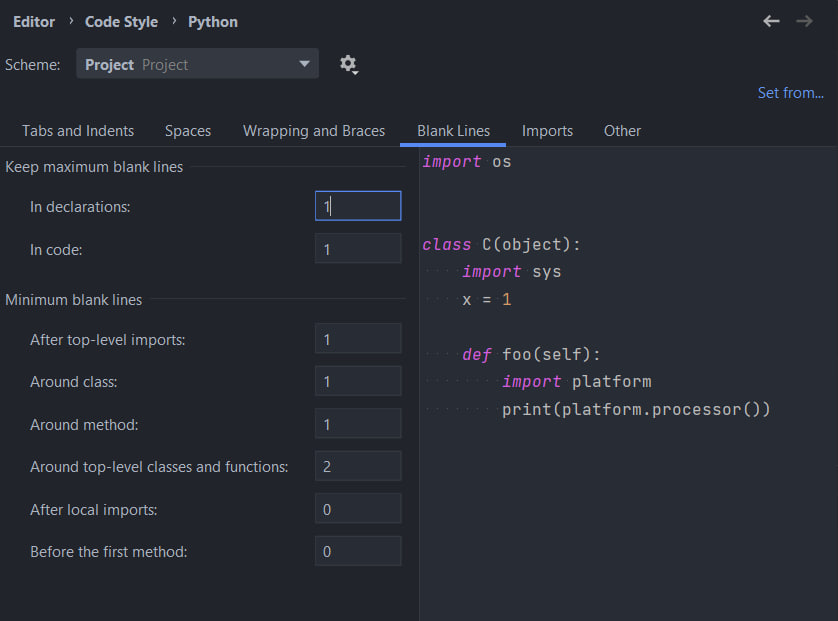 Editor › Code Style › Python
Scheme: Project Project
Set from...
Tabs and Indents Spaces Wrapping and Braces Blank Lines Imports Other
Keep maximum blank lines
In declarations: 1
In code: 1
Minimum blank lines
After top-level imports: 1
Around class: 1
Around method: 1
Around top-level classes and functions: 2
After local imports: 0
Before the first method: 0
import os
class C(object):
    import sys
    x = 1
    def foo(self):
        import platform
        print(platform.processor())